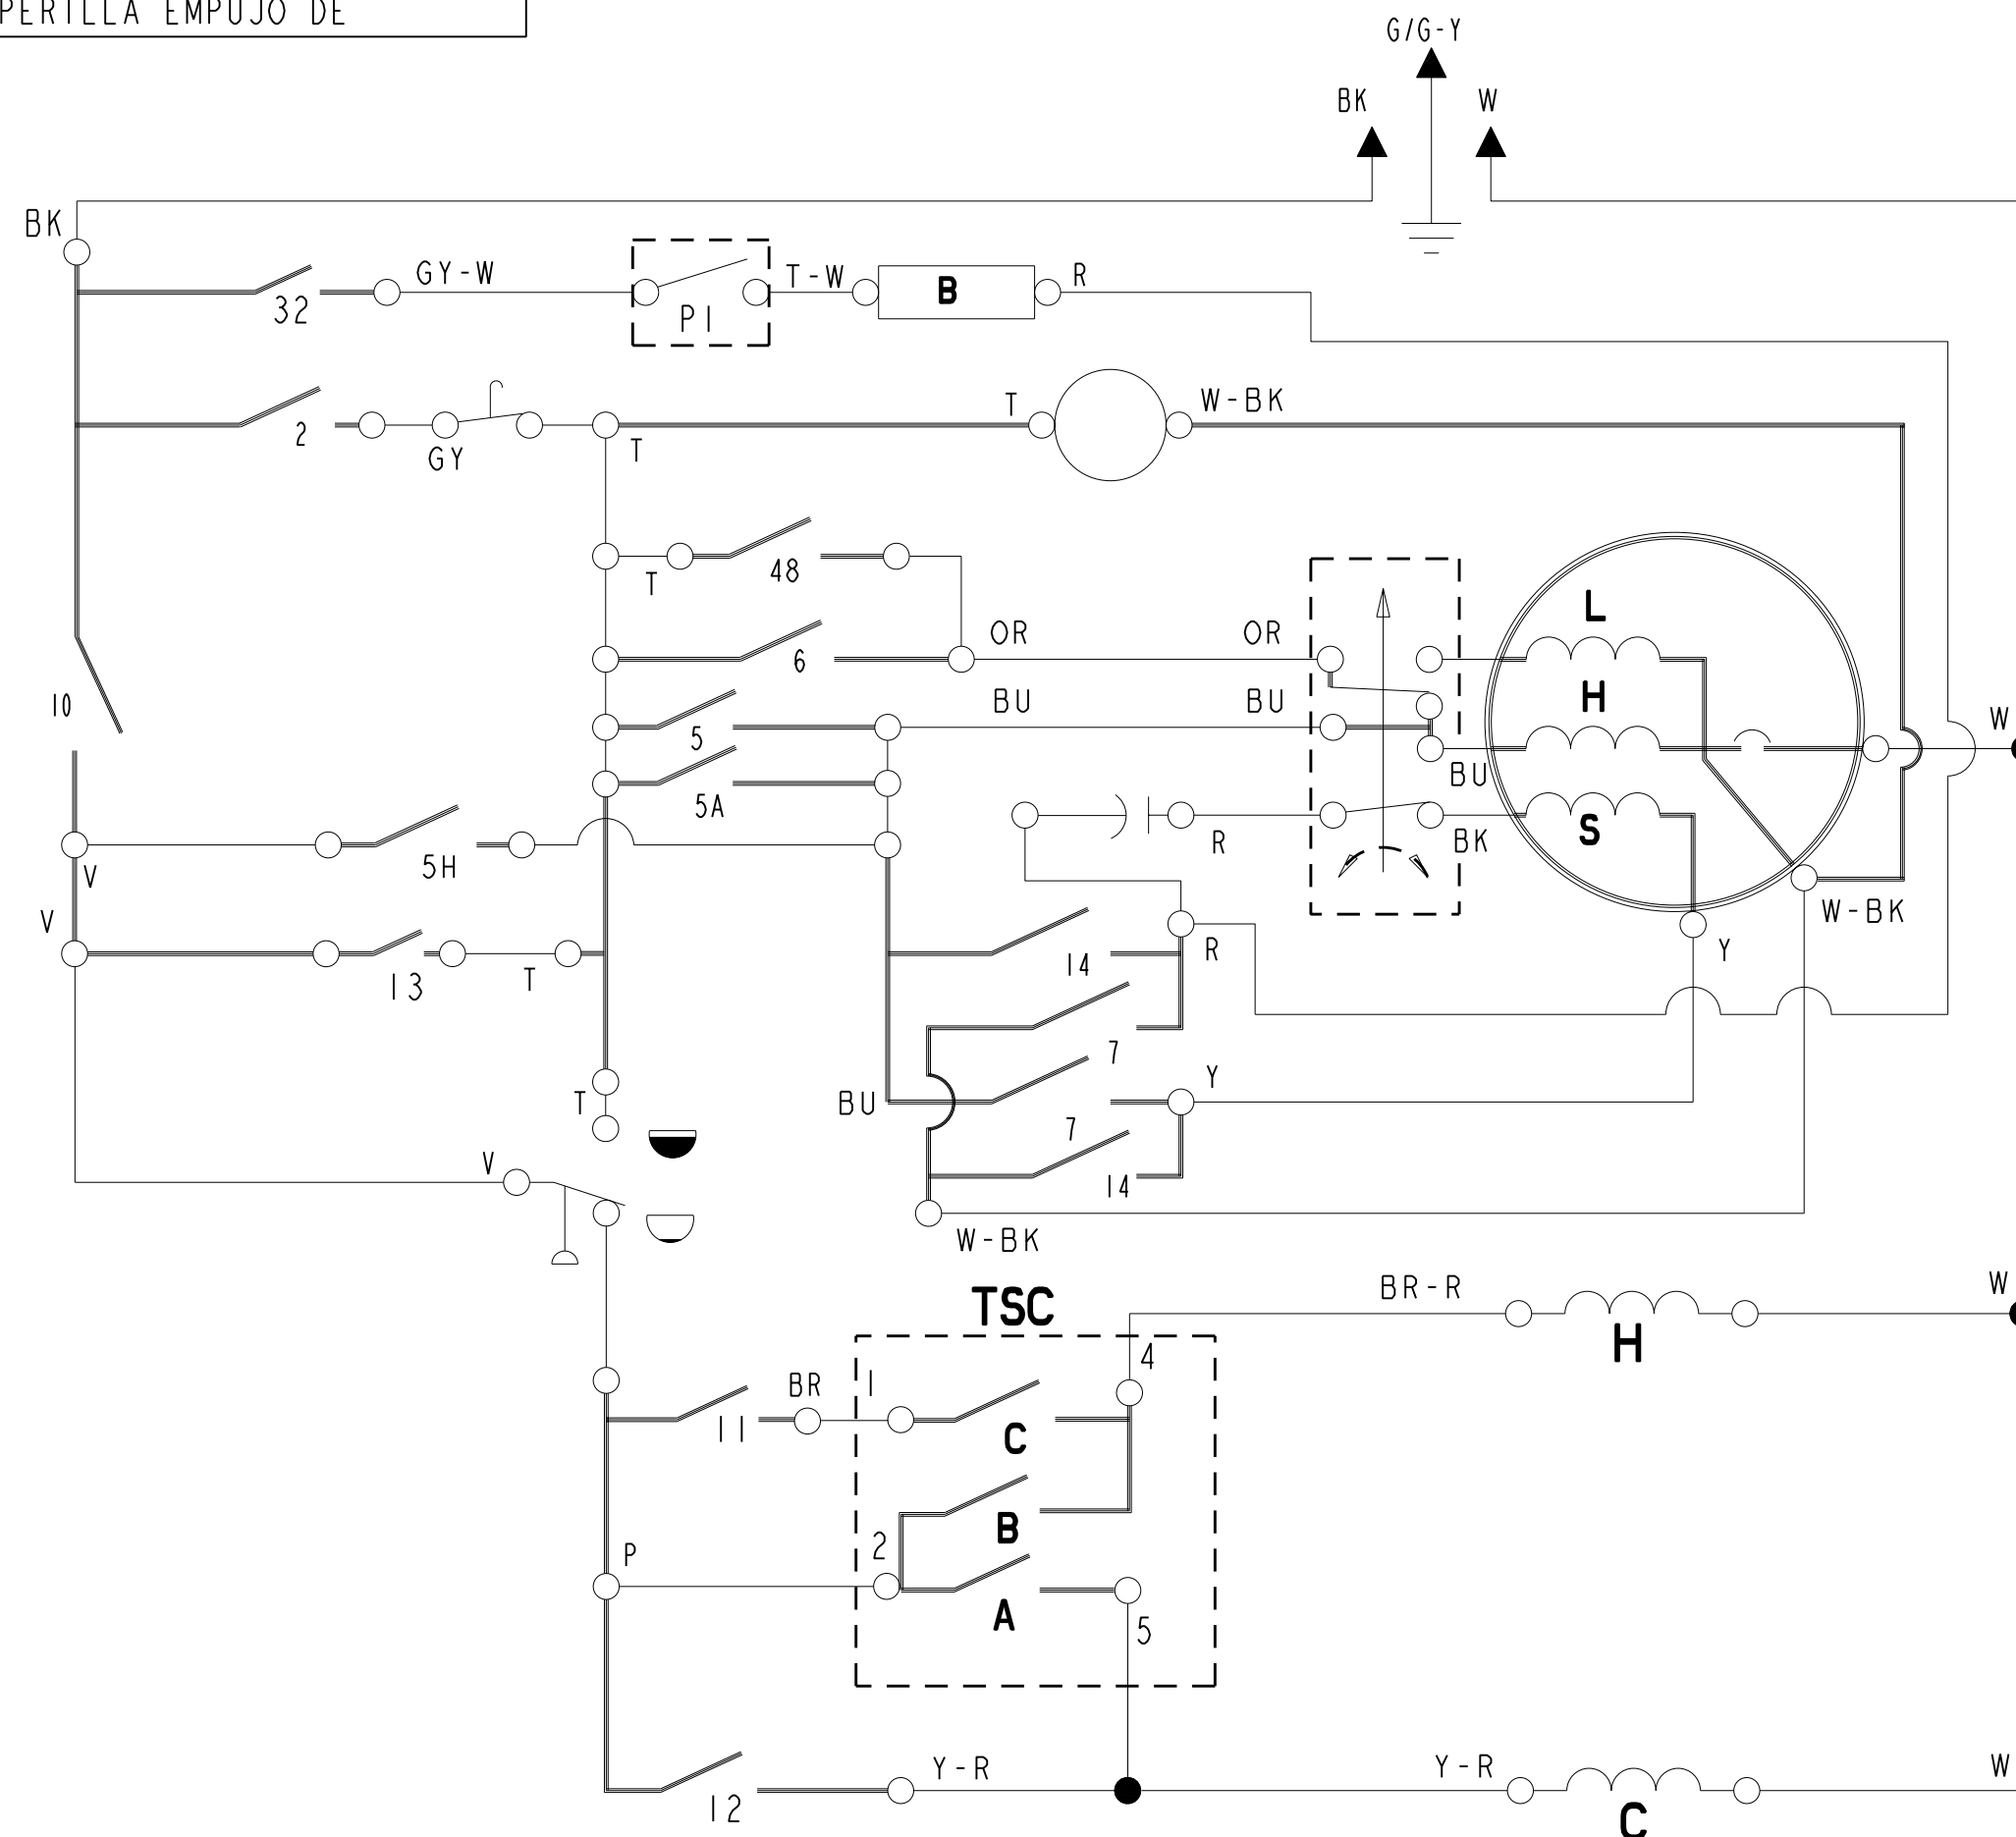 PERILLA EMPUJO DE
G/G-Y
BK
W
BK
32
GY-W
P1
T-W
B
R
2
GY
T
T
W-BK
T
48
6
OR
OR
L
10
5
BU
BU
H
W
5A
BU
V
5H
R
BK
S
V
13
T
14
R
Y
W-BK
7
T
BU
7
Y
V
14
W-BK
TSC
BR-R
H
W
4
BR
1
11
C
P
2
B
A
5
12
Y-R
Y-R
C
W